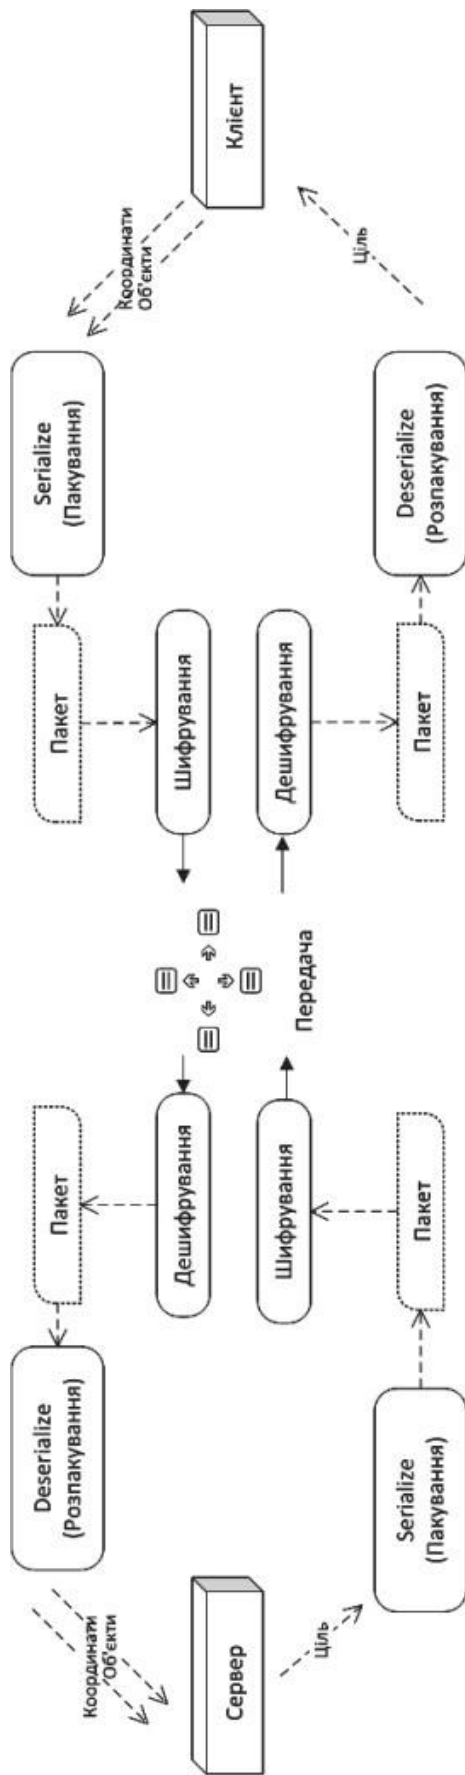 Координати
Об'єкти
Deserialize
(Розпакування)
Пакет
Пакет
Serialize
(Пакування)
Координати
Об'єкти
Сервер
Дешифрування
Шифрування
Клієнт
Шифрування
Передача
Дешифрування
Ціль
Serialize
(Пакування)
Пакет
Пакет
Deserialize
(Розпакування)
Ціль